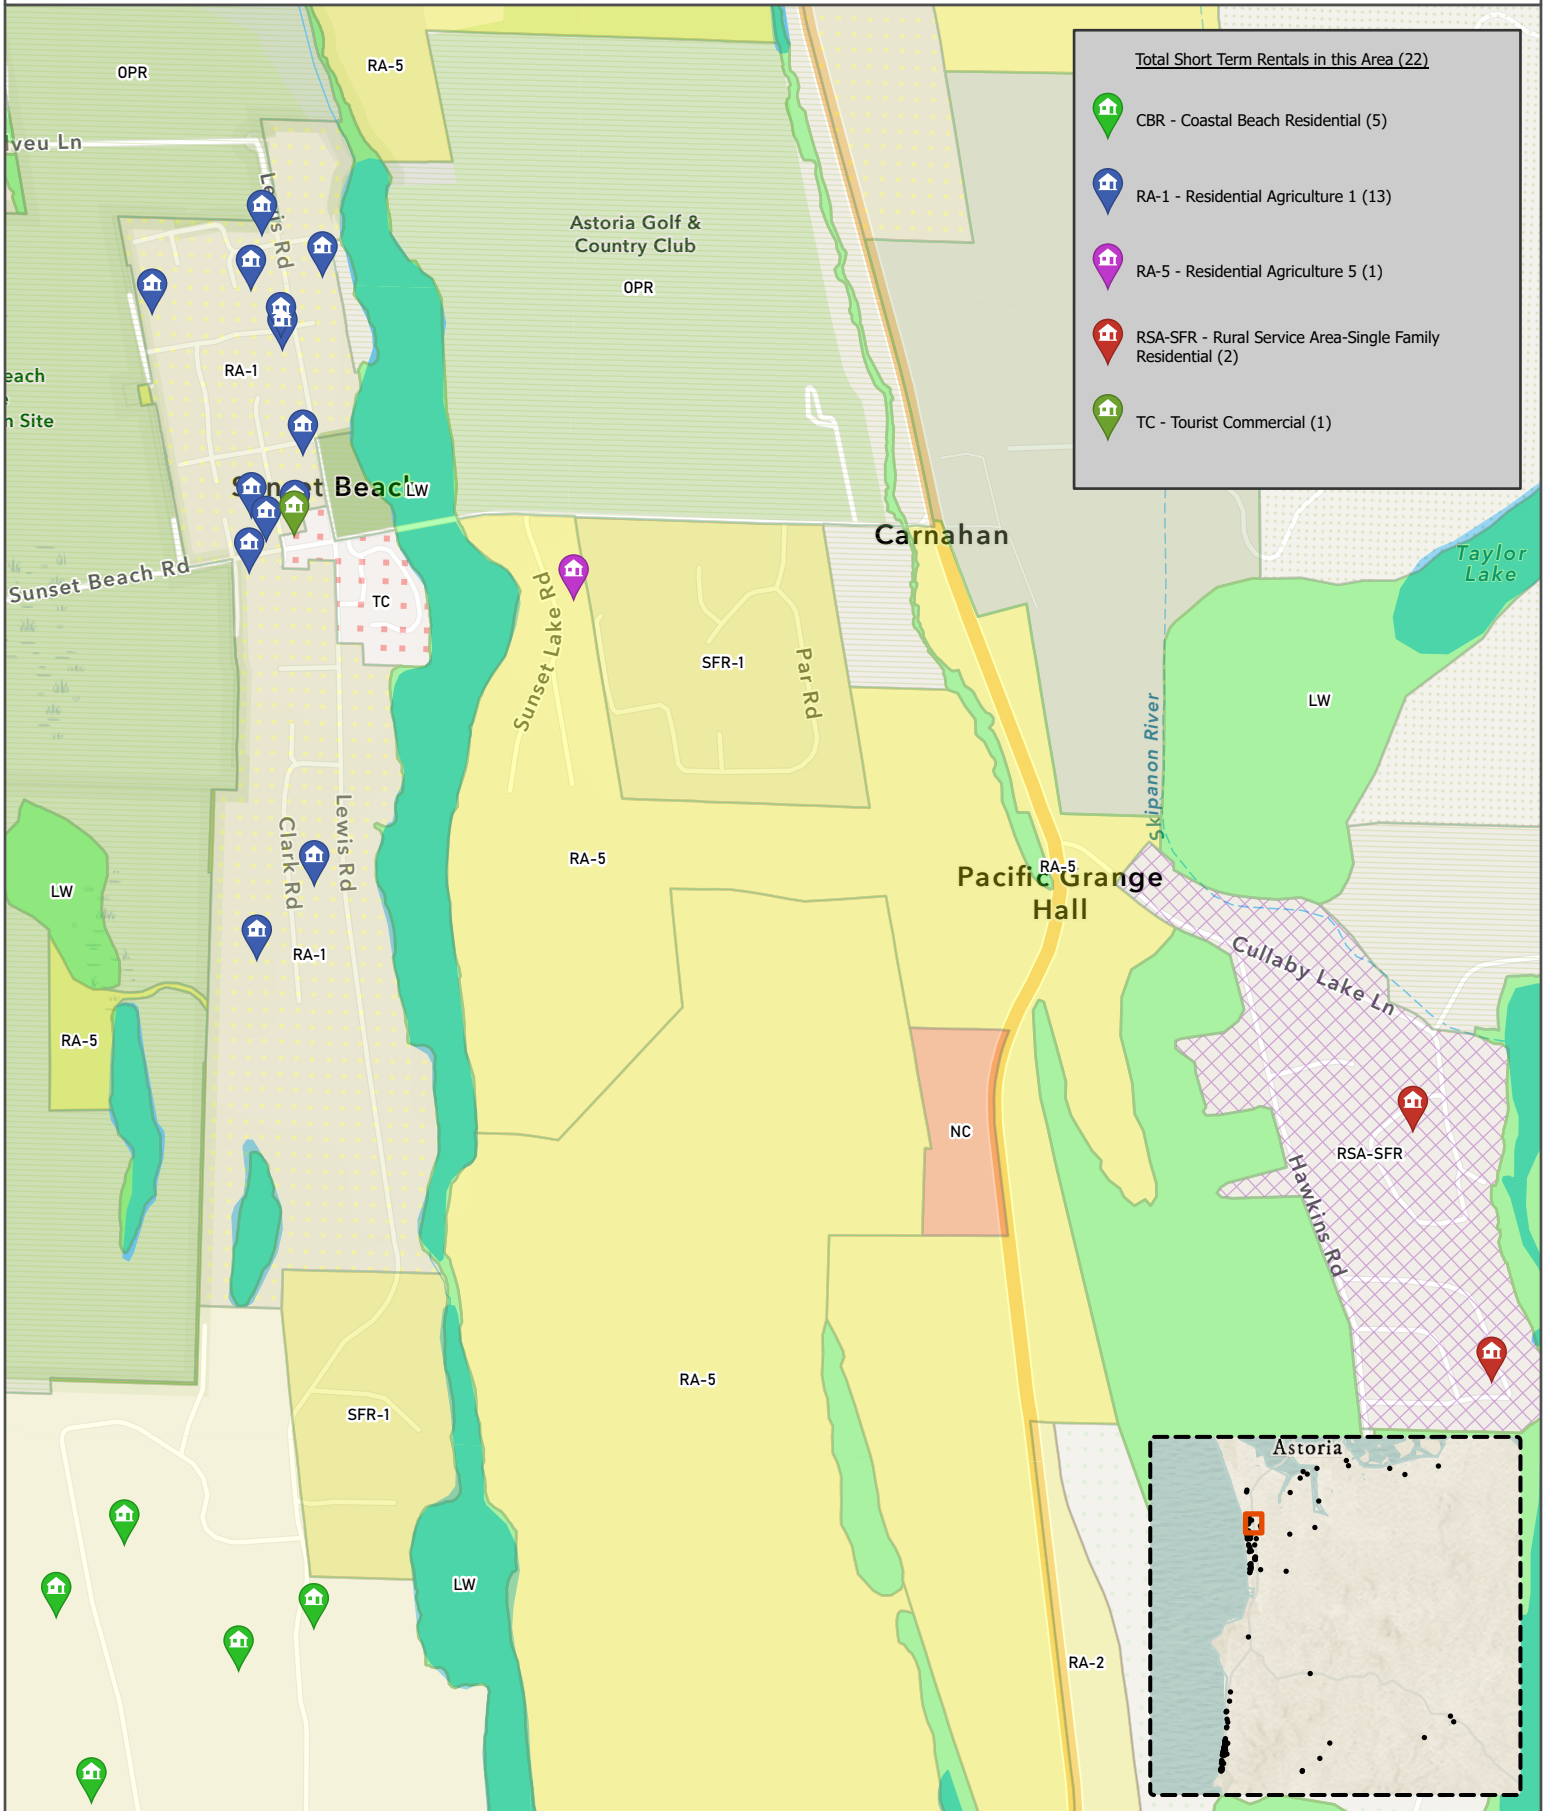 Total Short Term Rentals in this Area (22)
CBR - Coastal Beach Residential (5)
RA-1 - Residential Agriculture 1 (13)
RA-5 - Residential Agriculture 5 (1)
RSA-SFR - Rural Service Area-Single Family
Residential (2)
TC - Tourist Commercial (1)
OPR
RA-5
lveu Ln
Lewis Rd
Astoria Golf &
Country Club
OPR
RA-1
each
n Site
Sunset Beach
LW
Carnahan
Taylor
Lake
Sunset Beach Rd
TC
Sunset Lake Rd
SFR-1
Par Rd
LW
Skipanon River
Lewis Rd
Clark Rd
RA-5
RA-5
Pacific Grange
Hall
LW
RA-1
Cullaby Lake Ln
RA-5
NC
RSA-SFR
Hawkins Rd
RA-5
SFR-1
Astoria
LW
RA-2